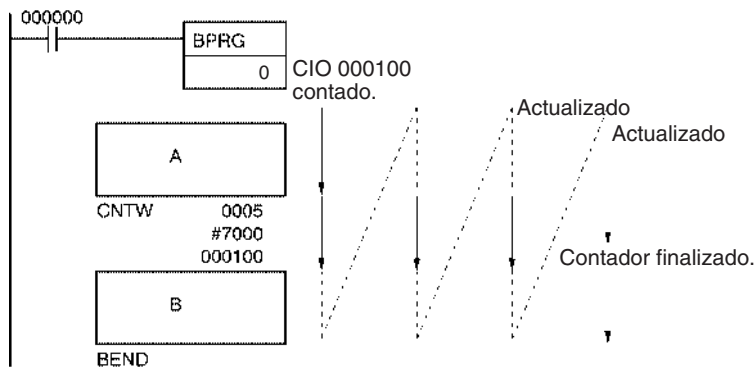 000000
BPRG
0
CIO 000100
contado.
Actualizado
Actualizado
A
CNTW 0005
#7000
000100
Contador finalizado.
B
BEND